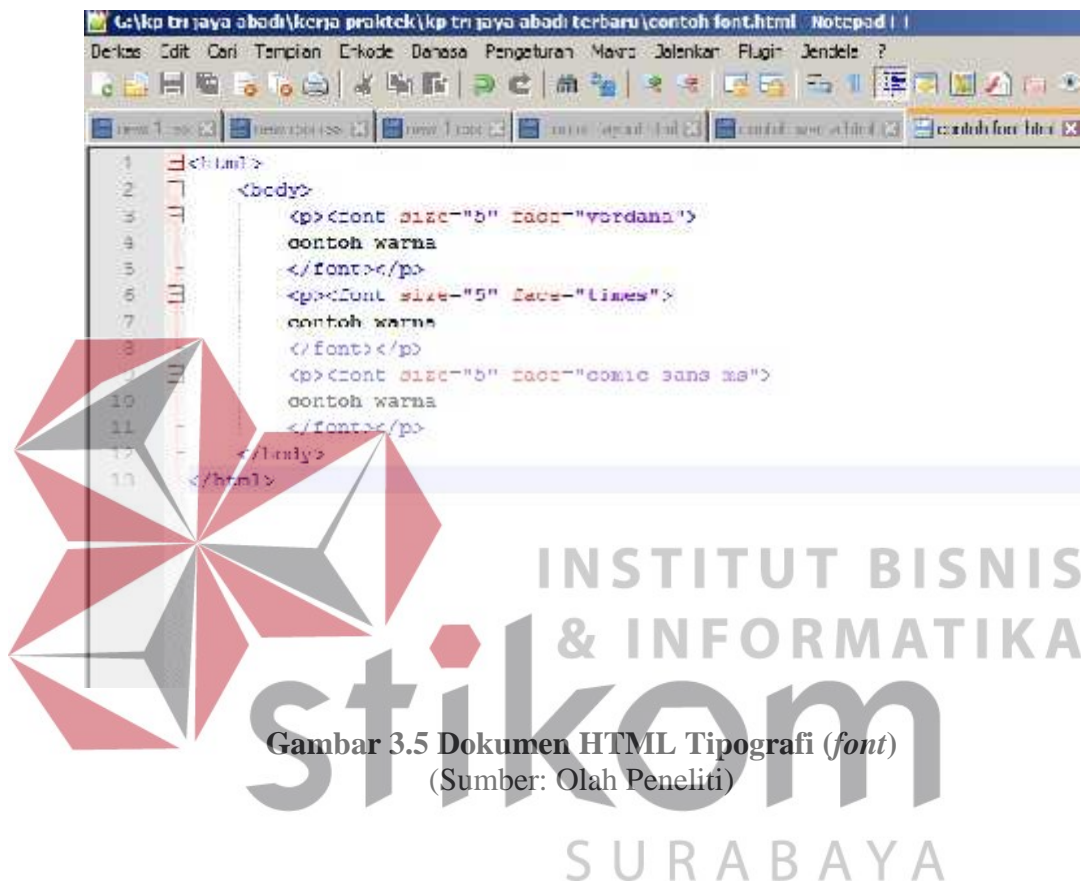 G:\kp tri jaya abadi\kerja praktek\kp tri jaya abadi terbaru\contoh font.html Notepad++
Berkas Edit Cari Tampilan Enkode Bahasa Pengaturan Makro Jalankan Plugin Jendela ?
contoh font.html
1 <html>
2 <body>
3 <p><font size="5" face="verdana">
4 contoh warna
5 </font></p>
6 <p><font size="5" face="times">
7 contoh warna
8 </font></p>
9 <p><font size="5" face="comic sans ms">
10 contoh warna
11 </font></p>
12 </body>
13 </html>
INSTITUT BISNIS
& INFORMATIKA
stikom
Gambar 3.5 Dokumen HTML Tipografi (font)
(Sumber: Olah Peneliti)
SURABAYA